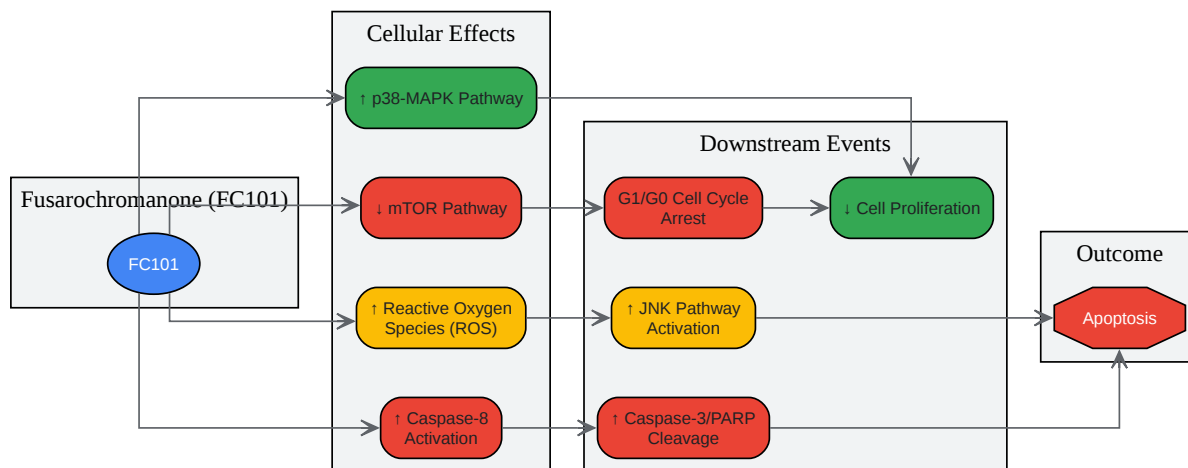 Fusarochromanone (FC101)
FC101
Cellular Effects
↑ p38-MAPK Pathway
↓ mTOR Pathway
↑ Reactive Oxygen
Species (ROS)
↑ Caspase-8
Activation
Downstream Events
G1/G0 Cell Cycle
Arrest
↓ Cell Proliferation
↑ JNK Pathway
Activation
↑ Caspase-3/PARP
Cleavage
Outcome
Apoptosis